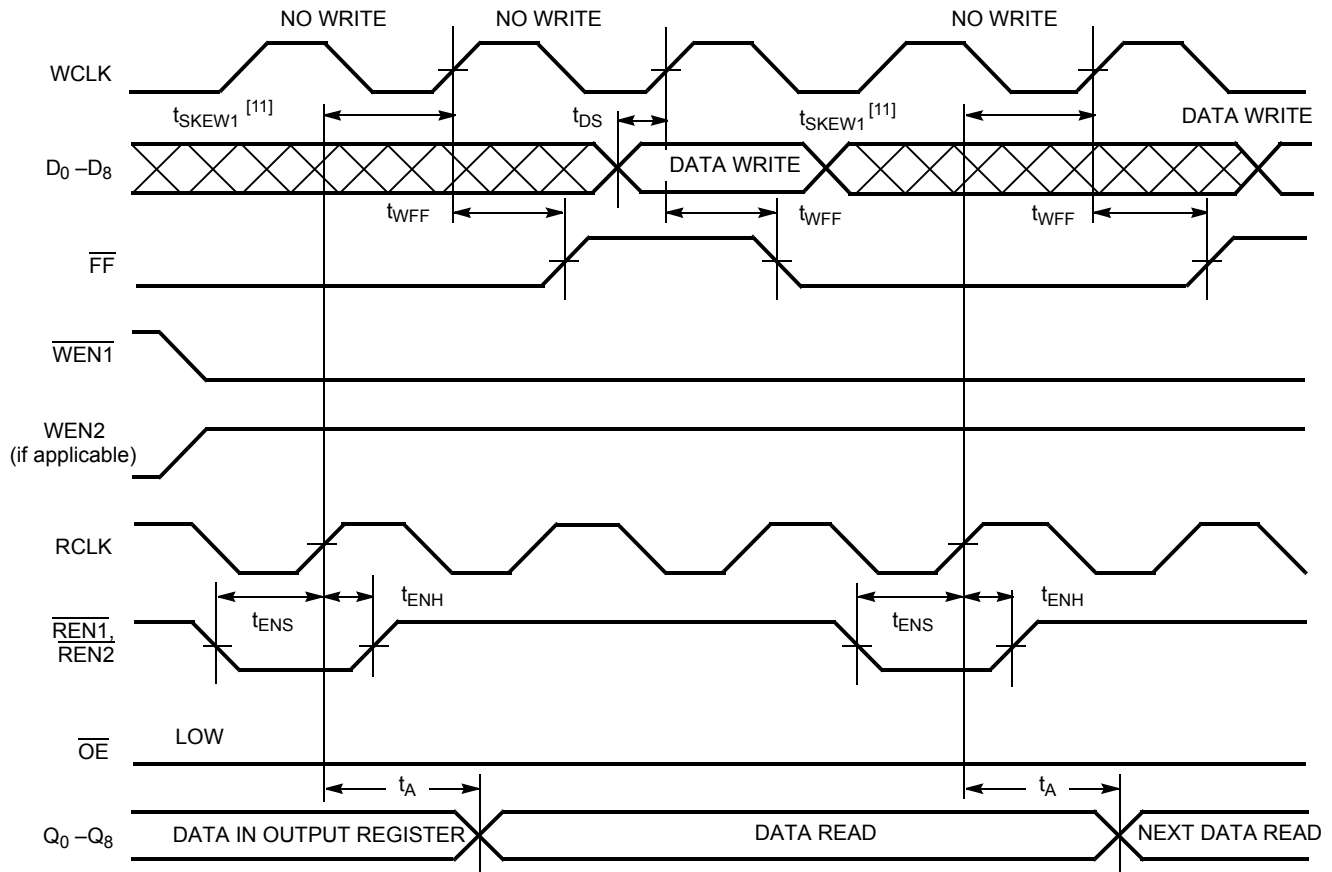 NO WRITE NO WRITE NO WRITE
WCLK
tSKEW1 [11] tDS tSKEW1 [11] DATA WRITE
D0 –D8 DATA WRITE
tWFF tWFF tWFF
FF
WEN1
WEN2
(if applicable)
RCLK
tENS tENH tENS tENH
REN1,
REN2
OE LOW
tA tA
Q0 –Q8 DATA IN OUTPUT REGISTER DATA READ NEXT DATA READ